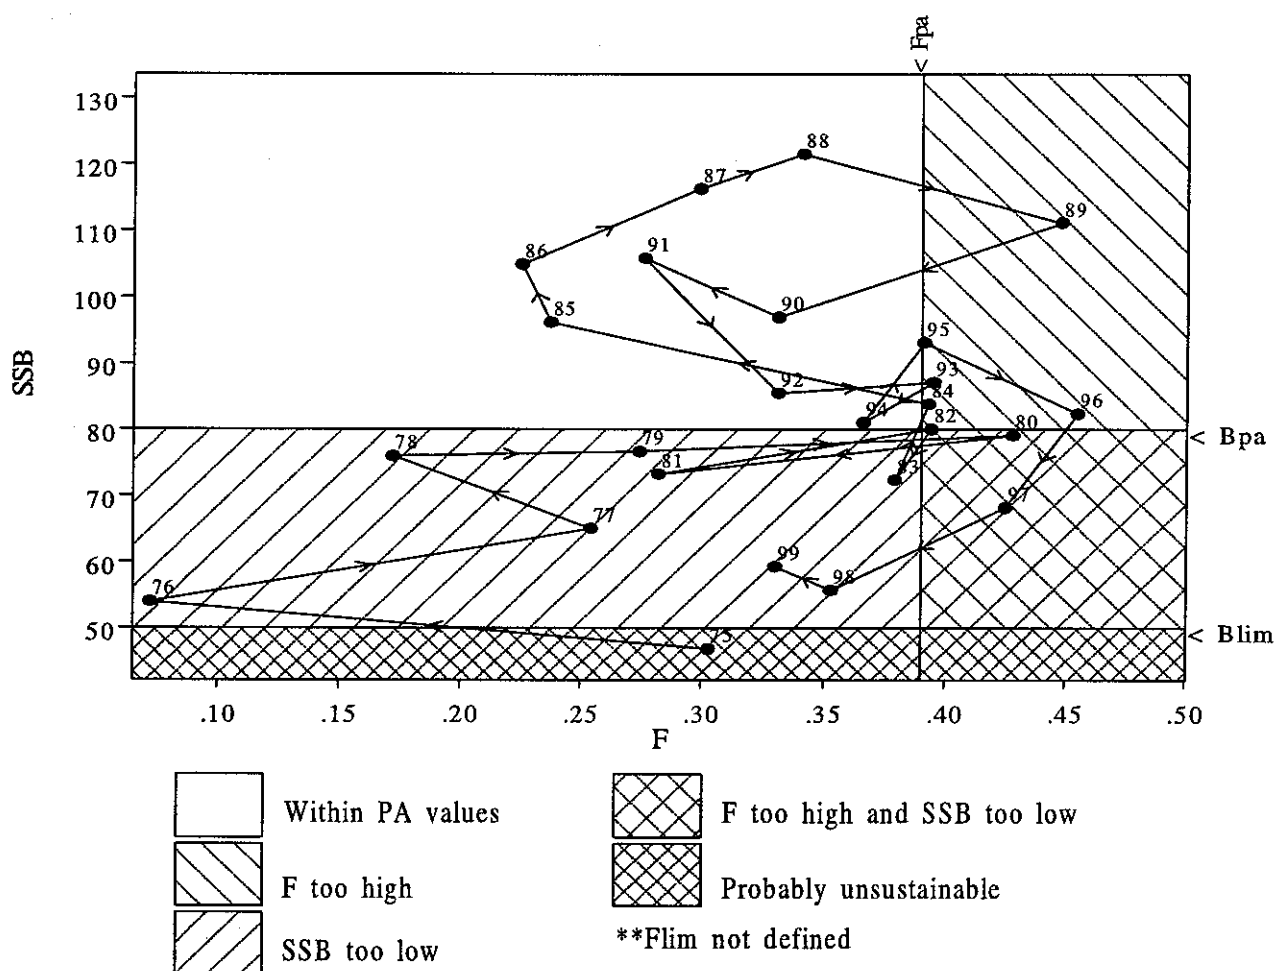 < Fpa
130
120
110
100
90
80
70
60
50
SSB
88
87
89
86
91
90
85
95
92
93
94
84
96
82
80
78
79
81
83
97
77
99
98
76
75
< Bpa
< Blim
.10 .15 .20 .25 .30 .35 .40 .45 .50
F
Within PA values
F too high
SSB too low
F too high and SSB too low
Probably unsustainable
**Flim not defined